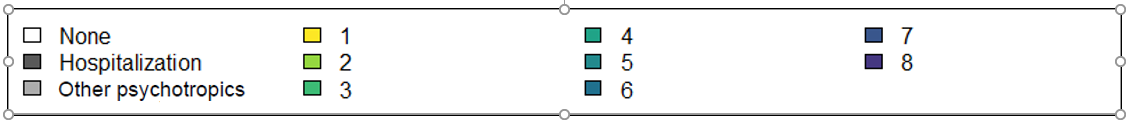 None
Hospitalization
Other psychotropics
1
2
3
4
5
6
7
8